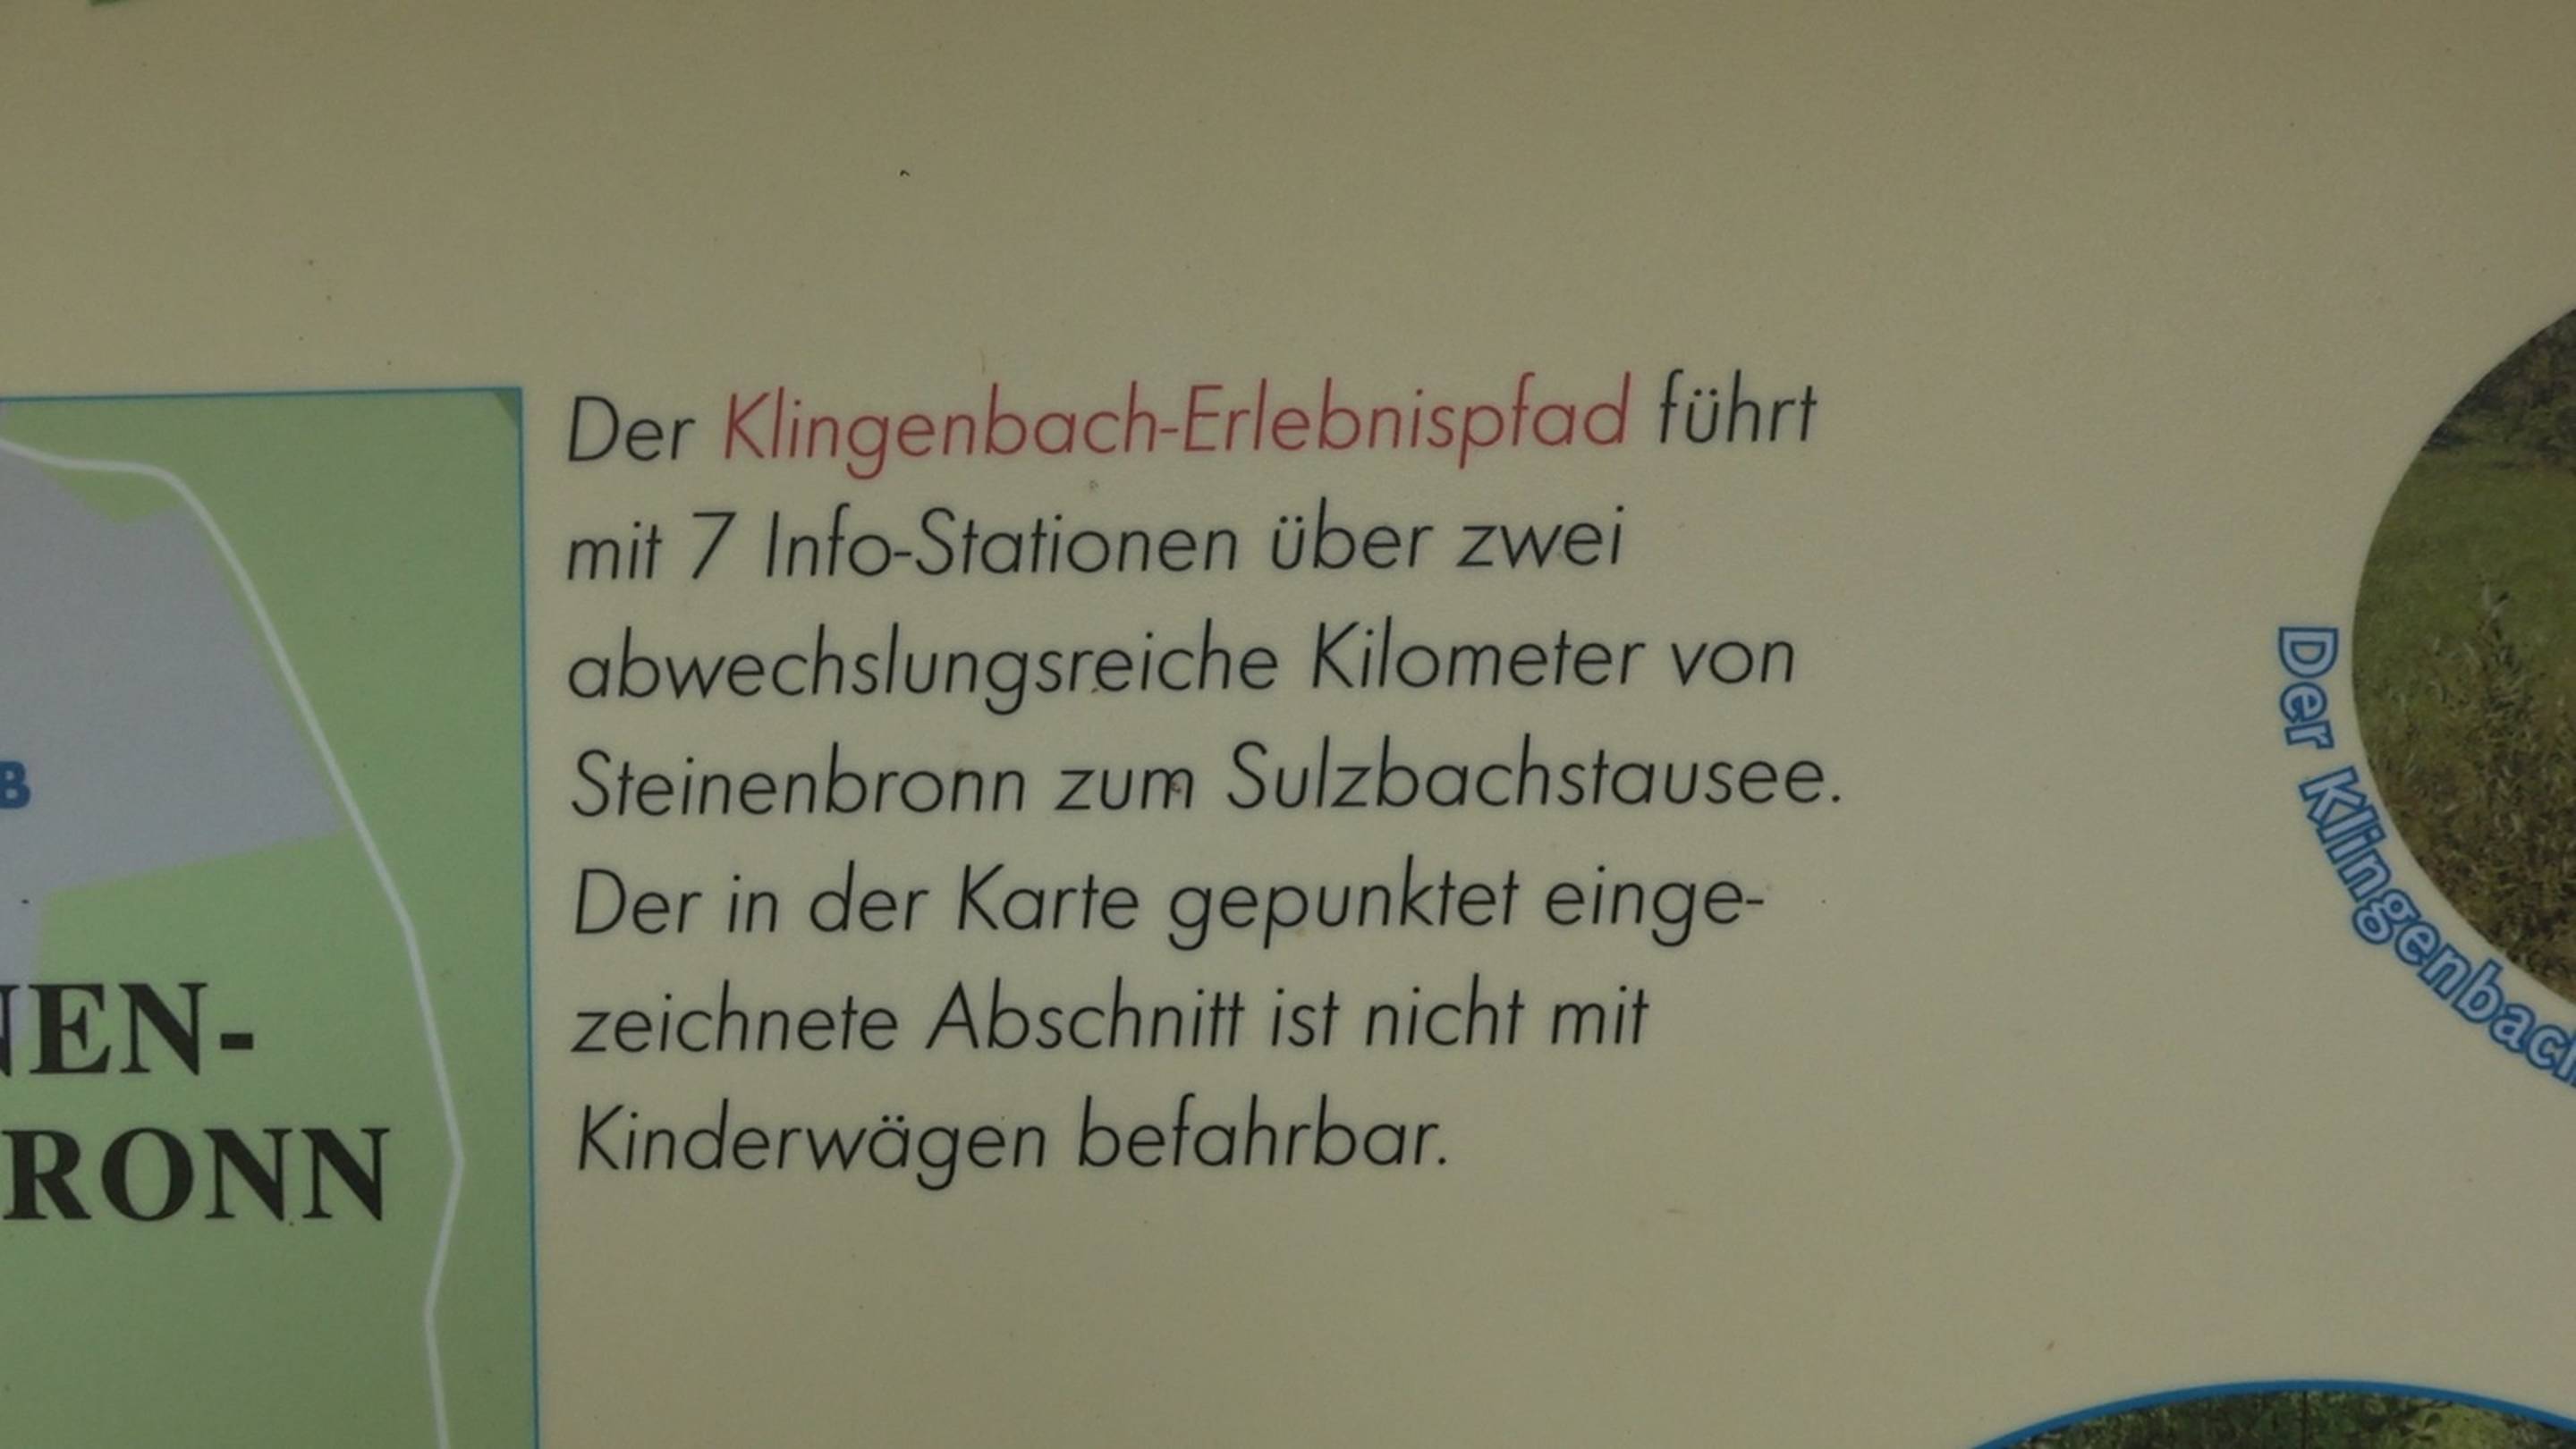 Der Klingenbach-Erlebnispfad führt
mit 7 Info-Stationen über zwei
abwechslungsreiche Kilometer von
Steinenbronn zum Sulzbachstausee.
Der in der Karte gepunktet einge-
zeichnete Abschnitt ist nicht mit
Kinderwägen befahrbar.
B
NEN-
RONN
Der Klingenbach